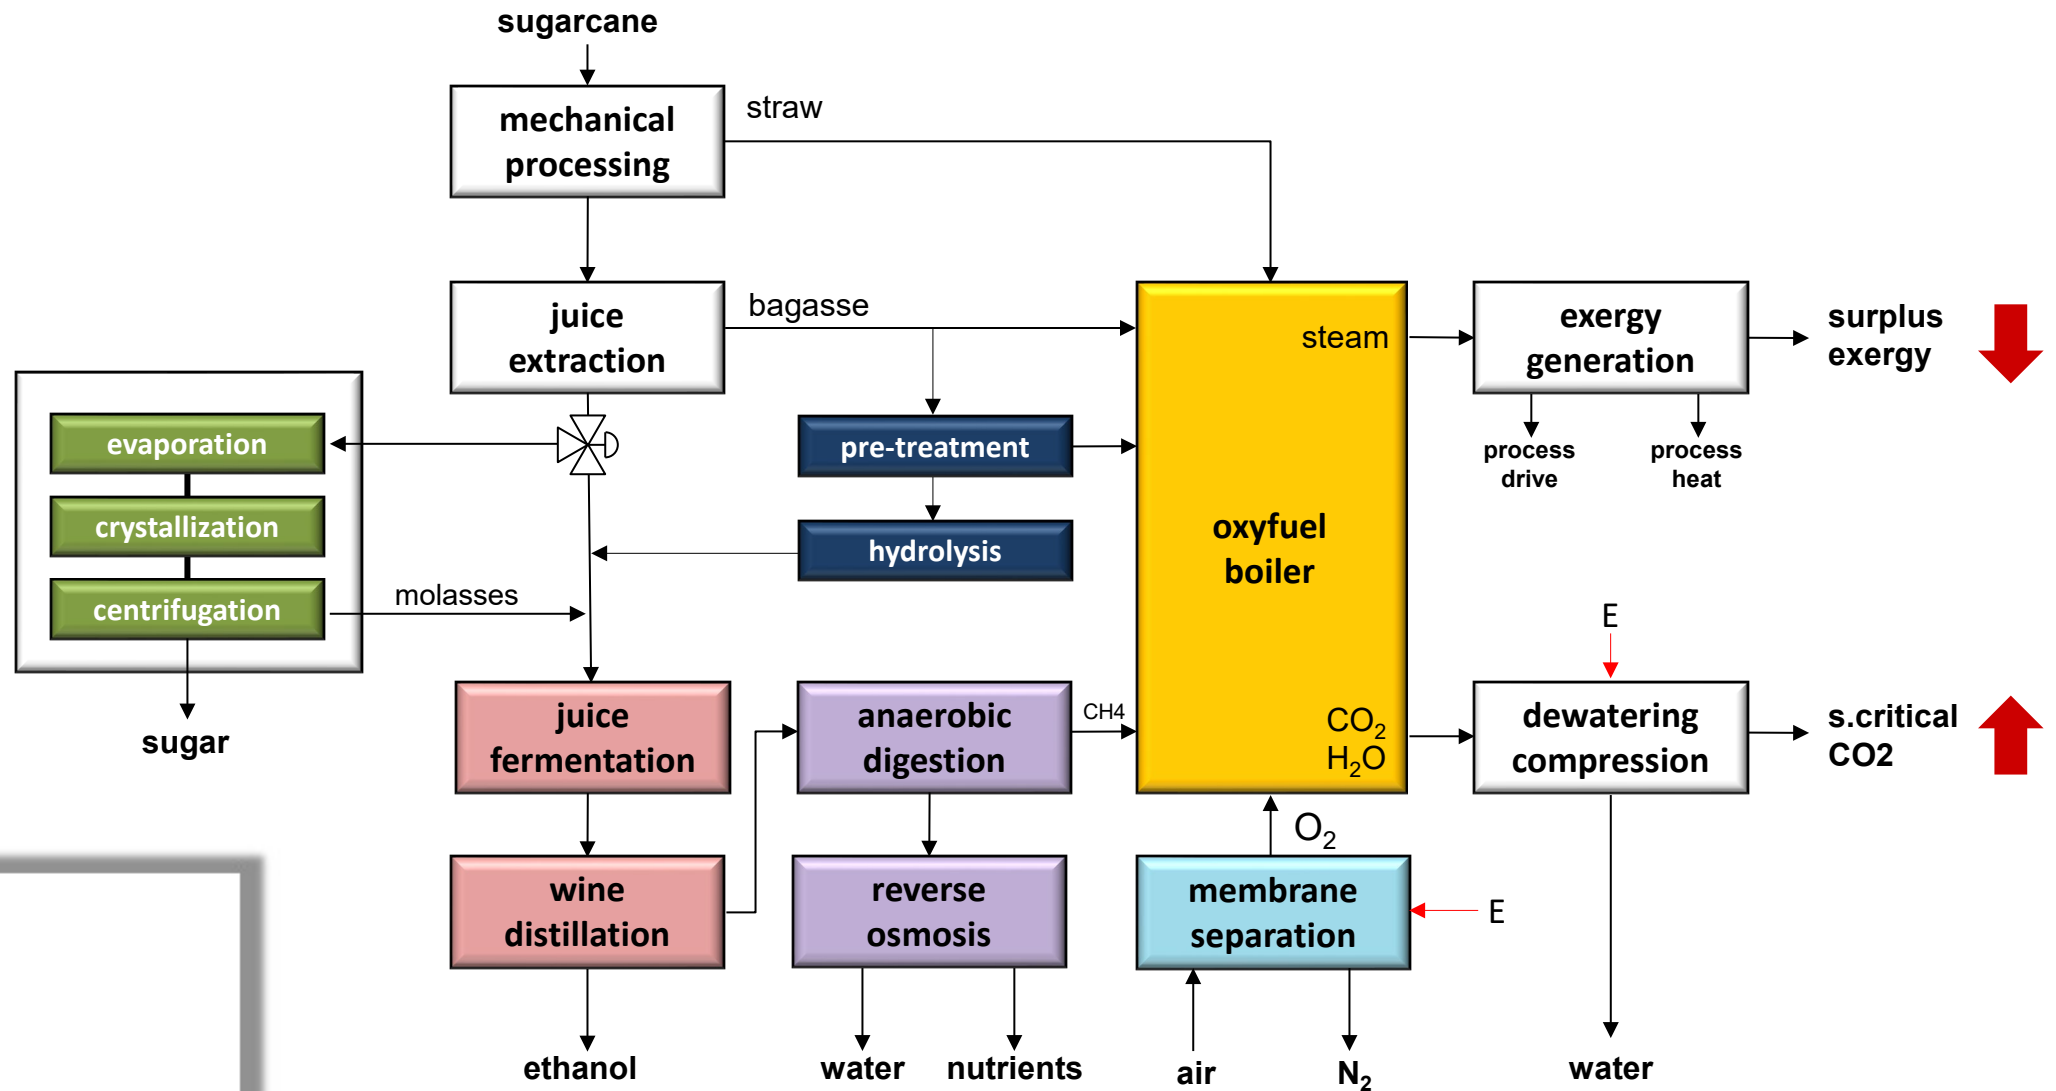 sugarcane
mechanical
processing
straw
juice
extraction
bagasse
steam
exergy
generation
surplus
exergy
evaporation
pre-treatment
process
drive
process
heat
crystallization
hydrolysis
oxyfuel
boiler
centrifugation
molasses
E
sugar
juice
fermentation
anaerobic
digestion
CH4
CO₂
H₂O
dewatering
compression
s.critical
CO2
O₂
wine
distillation
reverse
osmosis
membrane
separation
E
ethanol
water
nutrients
air
N₂
water